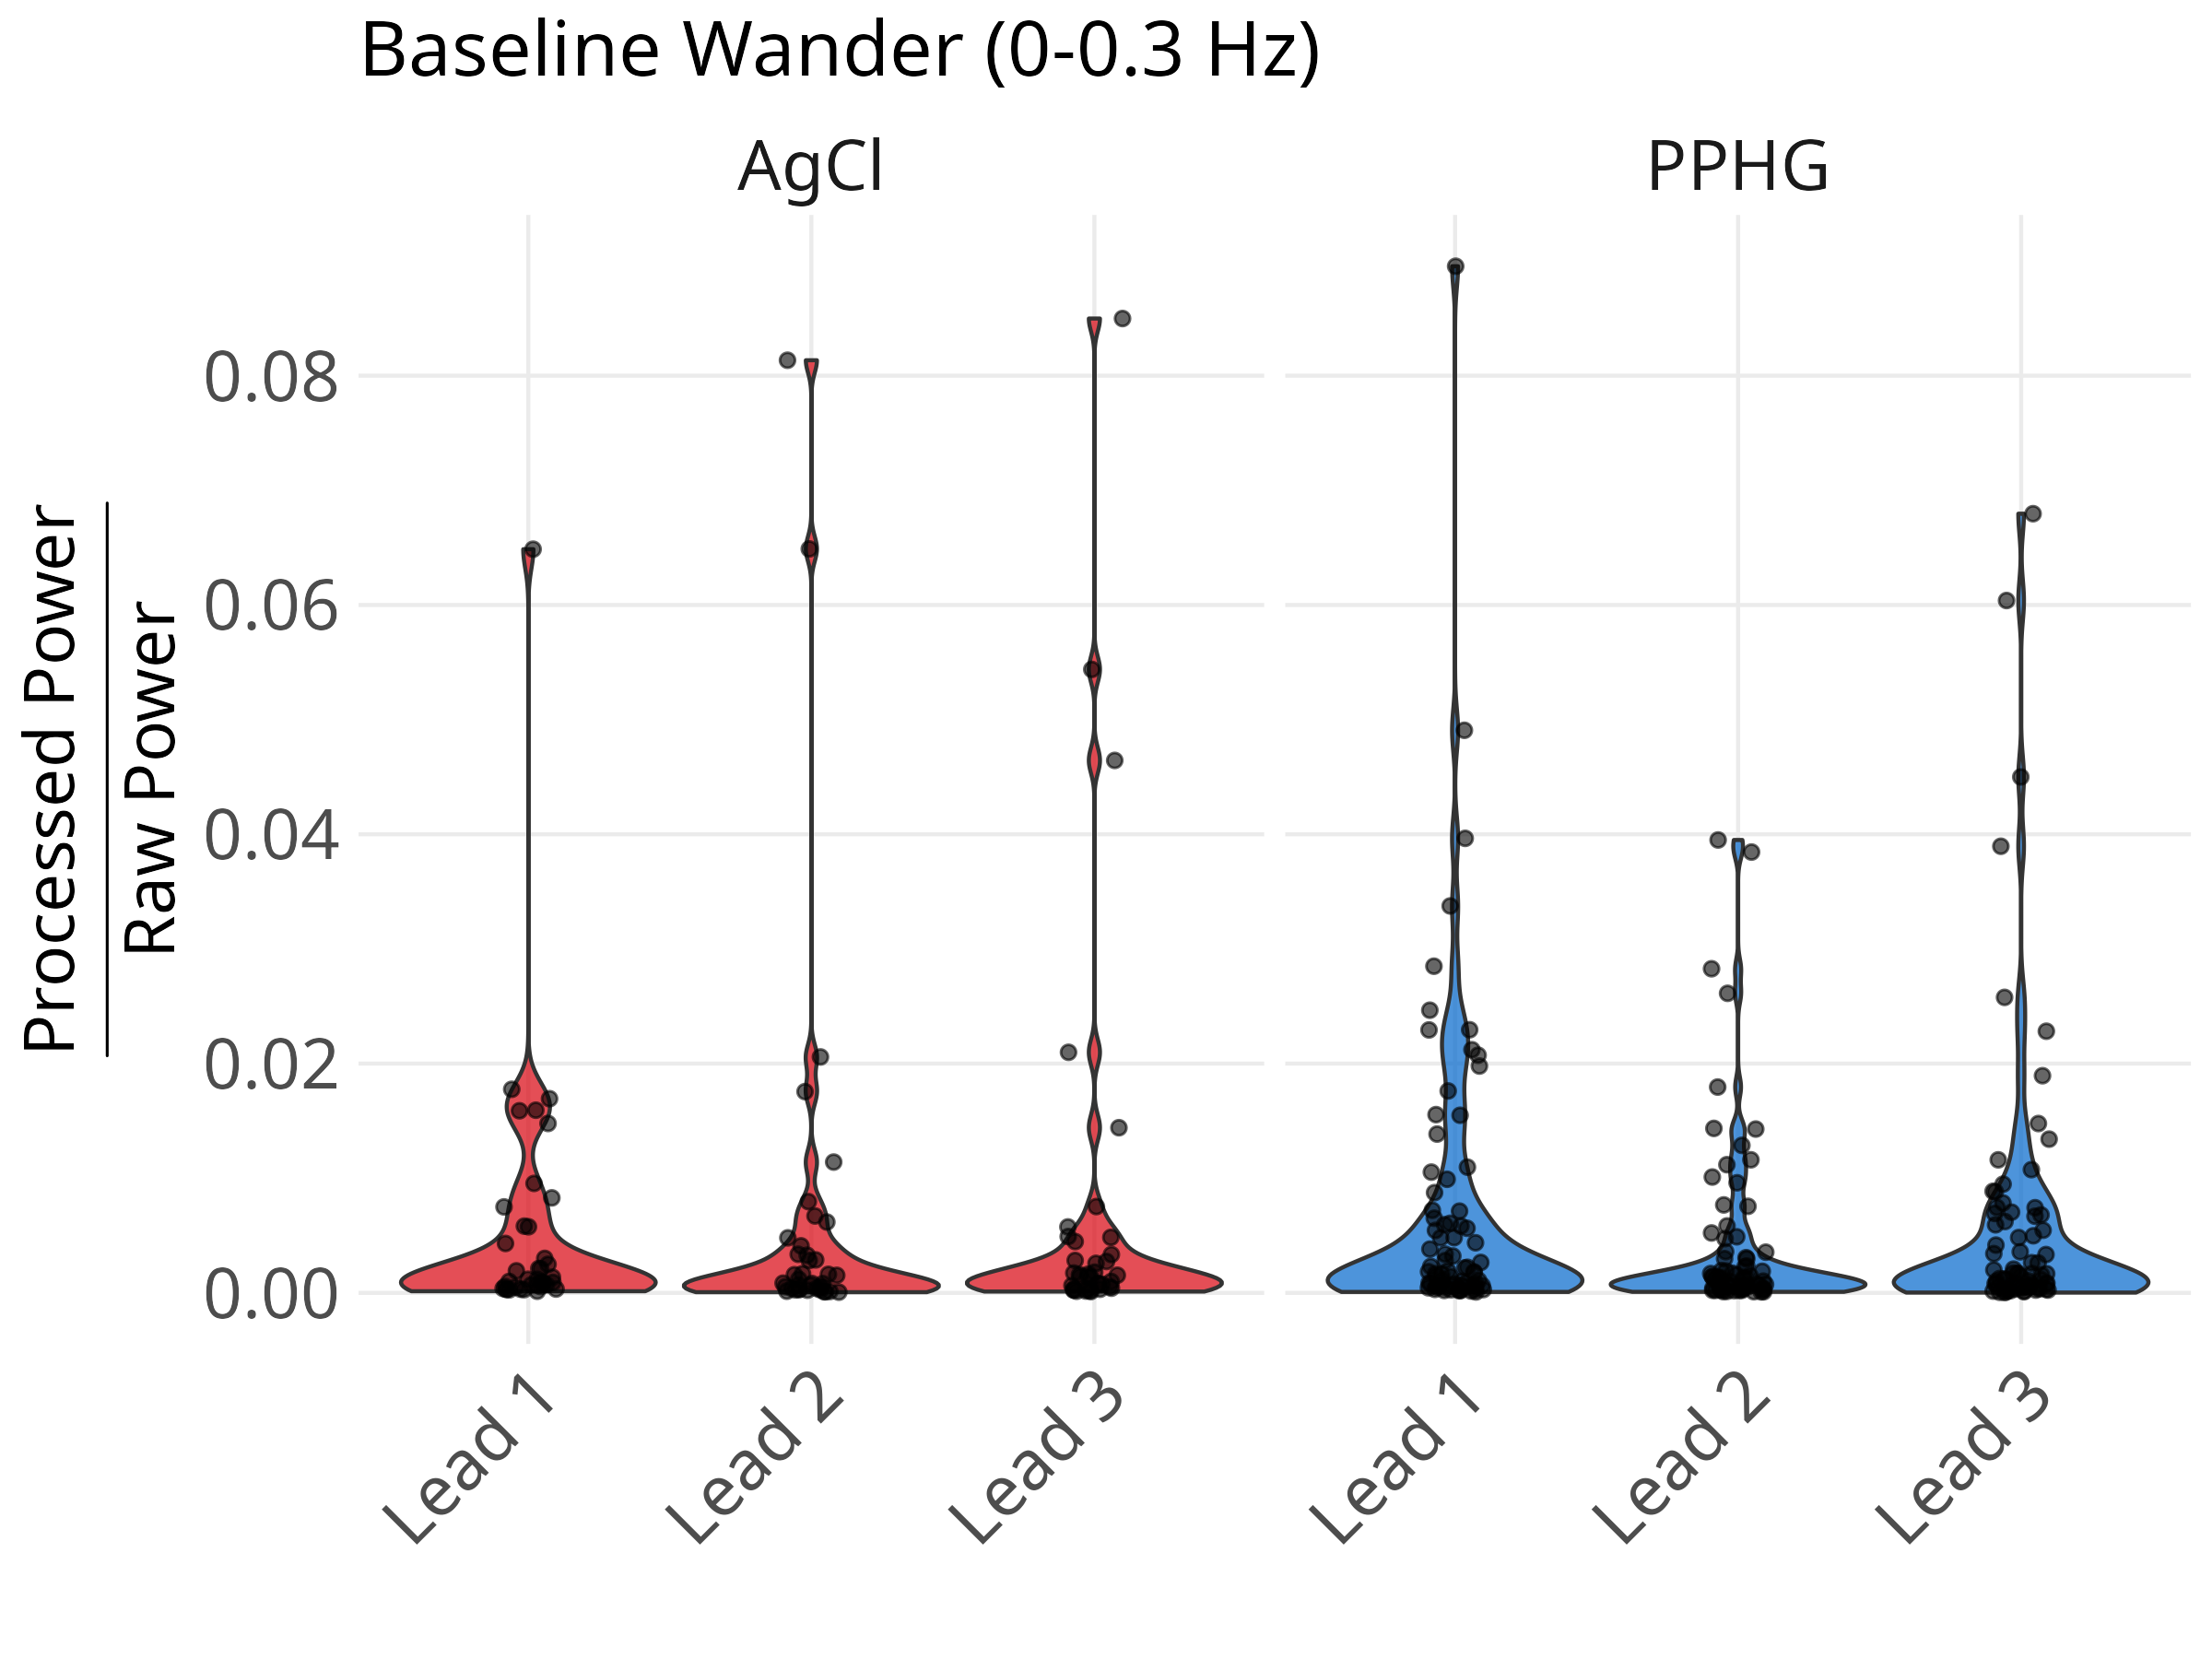 Baseline Wander (0-0.3 Hz)
AgCl
PPHG
Processed Power
Raw Power
0.08
0.06
0.04
0.02
0.00
Lead 1
Lead 2
Lead 3
Lead 1
Lead 2
Lead 3